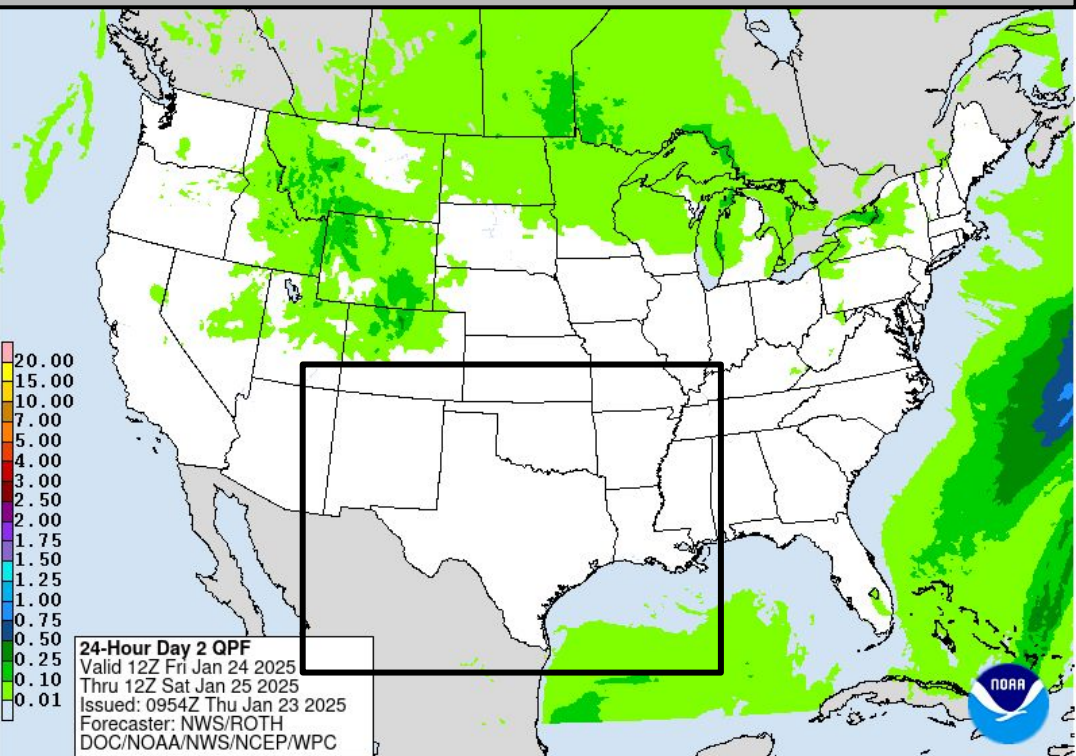 20.00
15.00
10.00
7.00
5.00
4.00
3.00
2.50
2.00
1.75
1.50
1.25
1.00
0.75
0.50
0.25
0.10
0.01
24-Hour Day 2 QPF
Valid 12Z Fri Jan 24 2025
Thru 12Z Sat Jan 25 2025
Issued: 0954Z Thu Jan 23 2025
Forecaster: NWS/ROTH
DOC/NOAA/NWS/NCEP/WPC
NOAA